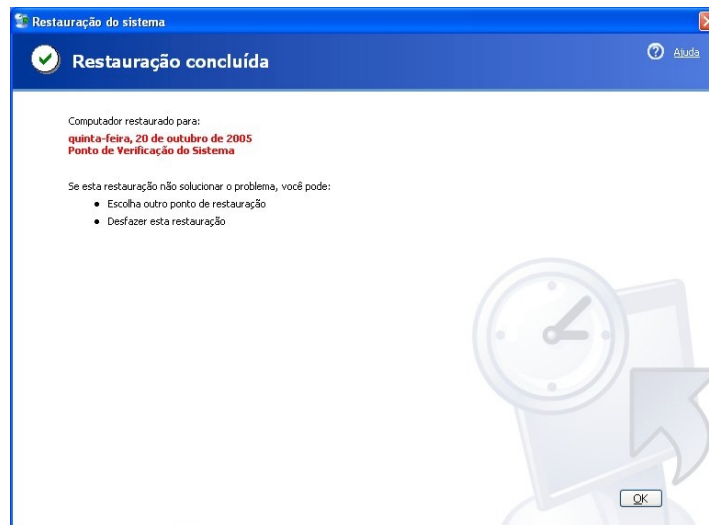 Restauração do sistema
Restauração concluída
Ajuda
Computador restaurado para:
quinta-feira, 20 de outubro de 2005
Ponto de Verificação do Sistema
Se esta restauração não solucionar o problema, você pode:
• Escolha outro ponto de restauração
• Desfazer esta restauração
OK